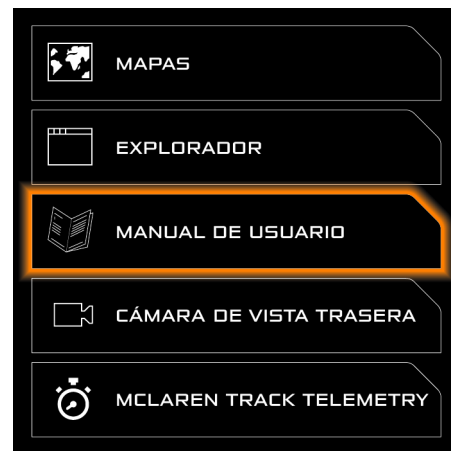 MAPAS
EXPLORADOR
MANUAL DE USUARIO
CÁMARA DE VISTA TRASERA
MCLAREN TRACK TELEMETRY